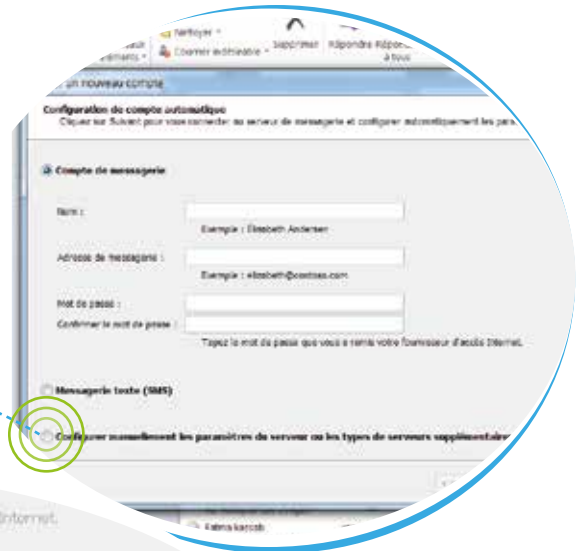 Nettoyer
Courrier indésirable
Supprimer Répondre Répon
à tous
un nouveau compte
Configuration de compte automatique
Cliquez sur Suivant pour vous connecter au serveur de messagerie et configurer automatiquement les para
Compte de messagerie
Nom :
Exemple : Elisabeth Andersen
Adresse de messagerie :
Exemple : elisabeth@contoso.com
Mot de passe :
Confirmer le mot de passe :
Tapez le mot de passe que vous a remis votre fournisseur d'accès Internet.
Messagerie texte (SMS)
Configurer manuellement les paramètres du serveur ou les types de serveurs supplémentaires
Internet.